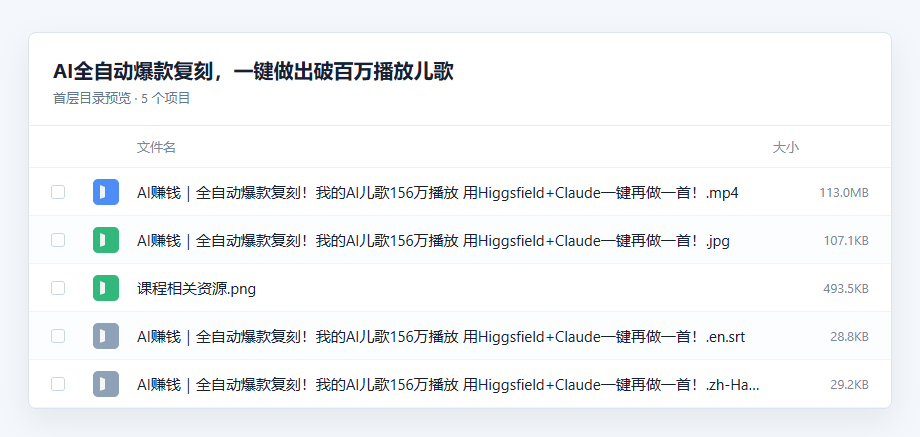 AI全自动爆款复刻，一键做出破百万播放儿歌
首层目录预览 · 5 个项目
文件名 大小
AI赚钱｜全自动爆款复刻！我的AI儿歌156万播放 用Higgsfield+Claude一键再做一首！.mp4 113.0MB
AI赚钱｜全自动爆款复刻！我的AI儿歌156万播放 用Higgsfield+Claude一键再做一首！.jpg 107.1KB
课程相关资源.png 493.5KB
AI赚钱｜全自动爆款复刻！我的AI儿歌156万播放 用Higgsfield+Claude一键再做一首！.en.srt 28.8KB
AI赚钱｜全自动爆款复刻！我的AI儿歌156万播放 用Higgsfield+Claude一键再做一首！.zh-Ha... 29.2KB